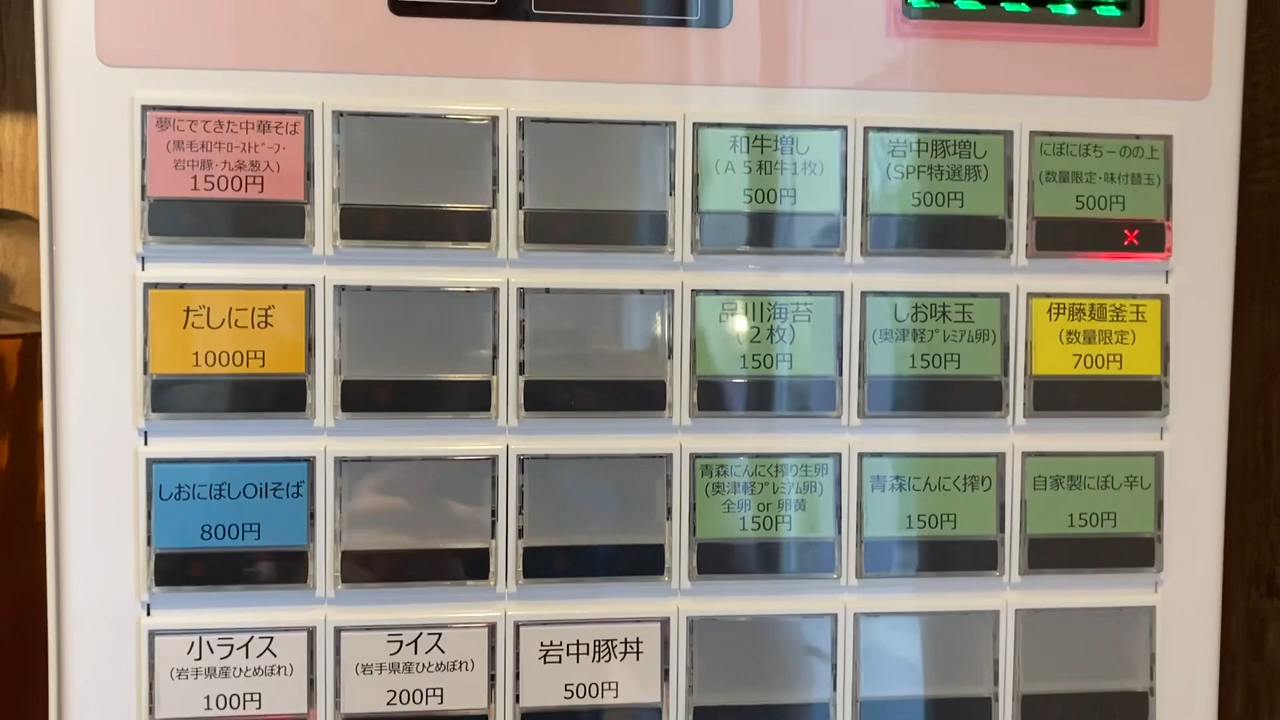 夢にでてきた中華そば
(黒毛和牛ﾛｰｽﾄﾋﾞｰﾌ・
岩中豚・九条葱入)
1500円
和牛増し
(Ａ５和牛1枚)
500円
岩中豚増し
(SPF特選豚)
500円
にぼにぼちーのの上
(数量限定・味付替玉)
500円
×
だしにぼ
1000円
品川海苔
(２枚)
150円
しお味玉
(奥津軽ﾌﾟﾚﾐｱﾑ卵)
150円
伊藤麺釜玉
(数量限定)
700円
しおにぼしOilそば
800円
青森にんにく搾り生卵
(奥津軽ﾌﾟﾚﾐｱﾑ卵)
全卵 or 卵黄
150円
青森にんにく搾り
150円
自家製にぼし辛し
150円
小ライス
(岩手県産ひとめぼれ)
100円
ライス
(岩手県産ひとめぼれ)
200円
岩中豚丼
500円